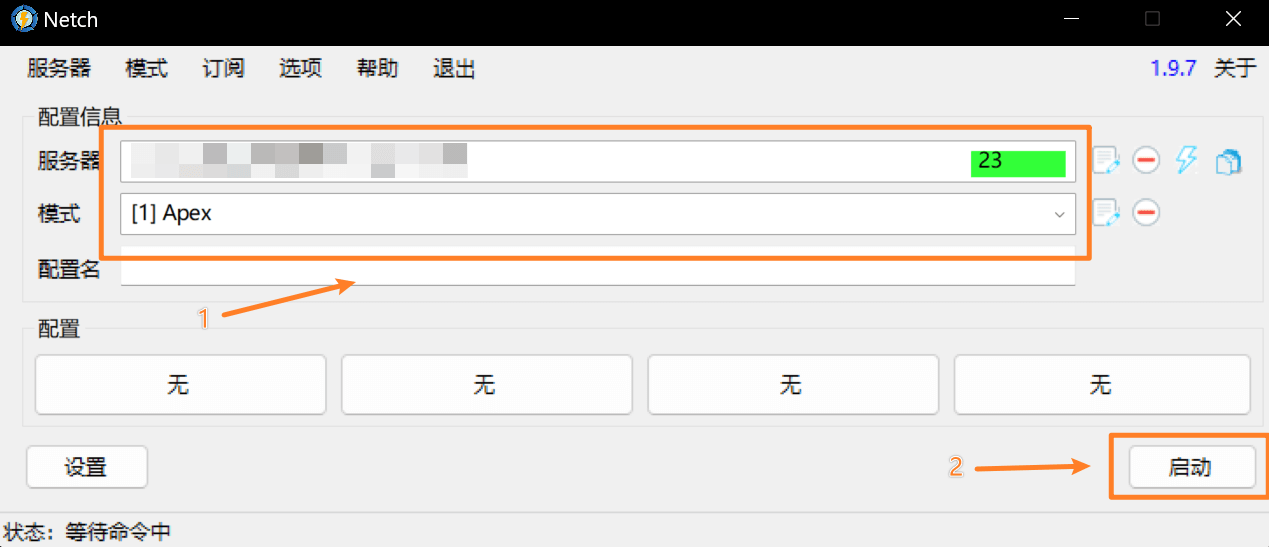 Netch
服务器 模式 订阅 选项 帮助 退出 1.9.7 关于
配置信息
服务器 23
模式 [1] Apex
配置名
1
配置
无 无 无 无
设置 2 启动
状态：等待命令中